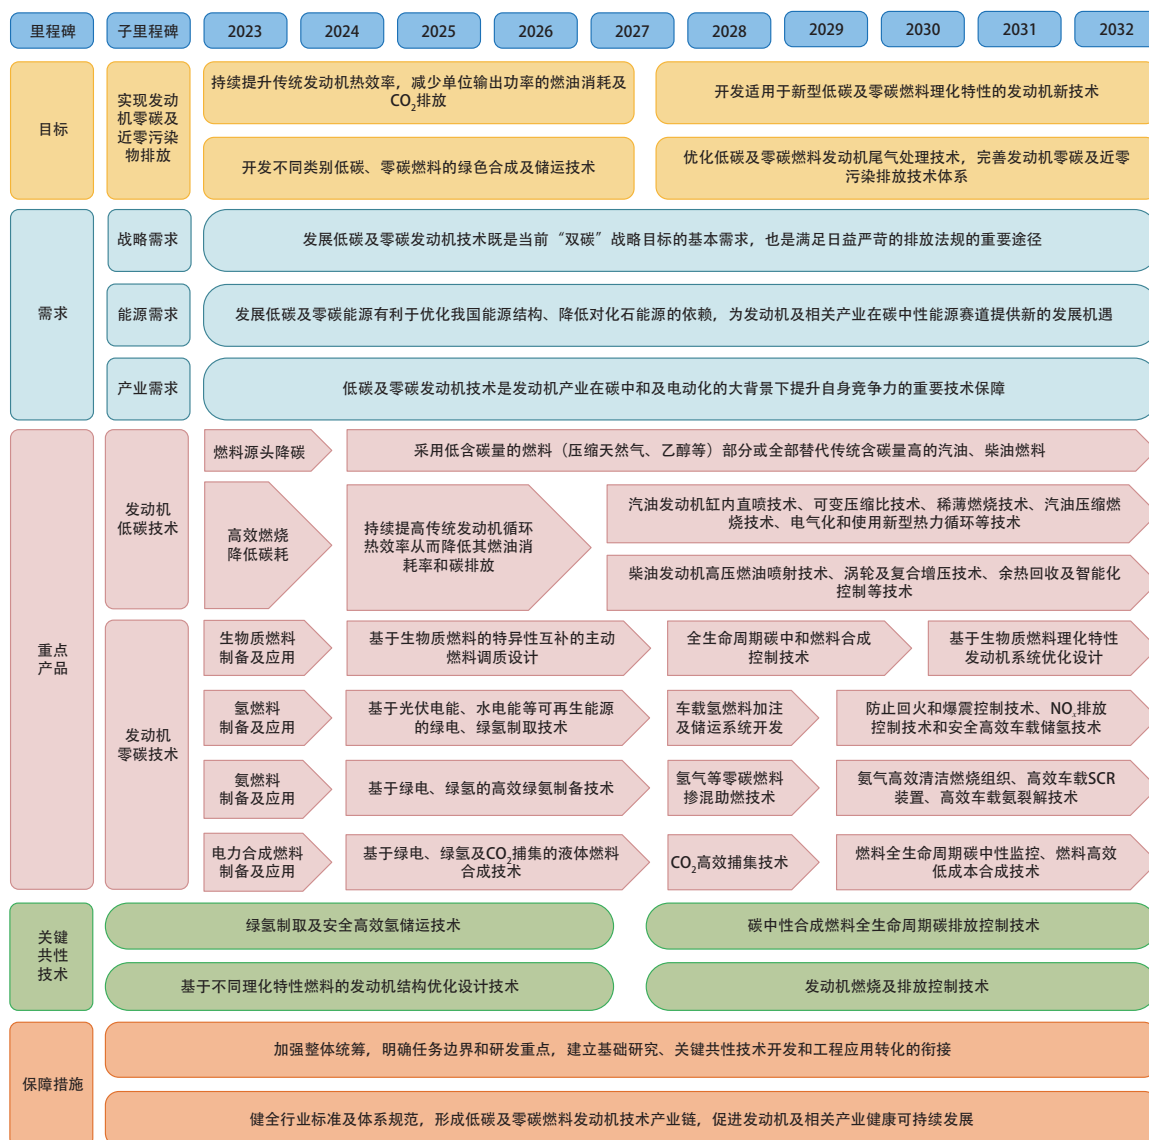 里程碑
子里程碑
2023
2024
2025
2026
2027
2028
2029
2030
2031
2032
目标
实现发动
机零碳及
近零污染
物排放
持续提升传统发动机热效率，减少单位输出功率的燃油消耗及
CO₂排放
开发适用于新型低碳及零碳燃料理化特性的发动机新技术
开发不同类别低碳、零碳燃料的绿色合成及储运技术
优化低碳及零碳燃料发动机尾气处理技术，完善发动机零碳及近零
污染排放技术体系
需求
战略需求
发展低碳及零碳发动机技术既是当前“双碳”战略目标的基本需求，也是满足日益严苛的排放法规的重要途径
能源需求
发展低碳及零碳能源有利于优化我国能源结构、降低对化石能源的依赖，为发动机及相关产业在碳中性能源赛道提供新的发展机遇
产业需求
低碳及零碳发动机技术是发动机产业在碳中和及电动化的大背景下提升自身竞争力的重要技术保障
重点
产品
发动机
低碳技术
燃料源头降碳
采用低含碳量的燃料（压缩天然气、乙醇等）部分或全部替代传统含碳量高的汽油、柴油燃料
高效燃烧
降低碳耗
持续提高传统发动机循环
热效率从而降低其燃油消
耗率和碳排放
汽油发动机缸内直喷技术、可变压缩比技术、稀薄燃烧技术、汽油压缩燃
烧技术、电气化和使用新型热力循环等技术
柴油发动机高压燃油喷射技术、涡轮及复合增压技术、余热回收及智能化
控制等技术
发动机
零碳技术
生物质燃料
制备及应用
基于生物质燃料的特异性互补的主动
燃料调质设计
全生命周期碳中和燃料合成
控制技术
基于生物质燃料理化特性
发动机系统优化设计
氢燃料
制备及应用
基于光伏电能、水电能等可再生能源
的绿电、绿氢制取技术
车载氢燃料加注
及储运系统开发
防止回火和爆震控制技术、NOₓ排放
控制技术和安全高效车载储氢技术
氨燃料
制备及应用
基于绿电、绿氢的高效绿氨制备技术
氢气等零碳燃料
掺混助燃技术
氨气高效清洁燃烧组织、高效车载SCR
装置、高效车载氨裂解技术
电力合成燃料
制备及应用
基于绿电、绿氢及CO₂捕集的液体燃料
合成技术
CO₂高效捕集技术
燃料全生命周期碳中性监控、燃料高效
低成本合成技术
关键
共性
技术
绿氢制取及安全高效氢储运技术
碳中性合成燃料全生命周期碳排放控制技术
基于不同理化特性燃料的发动机结构优化设计技术
发动机燃烧及排放控制技术
保障措施
加强整体统筹，明确任务边界和研发重点，建立基础研究、关键共性技术开发和工程应用转化的衔接
健全行业标准及体系规范，形成低碳及零碳燃料发动机技术产业链，促进发动机及相关产业健康可持续发展